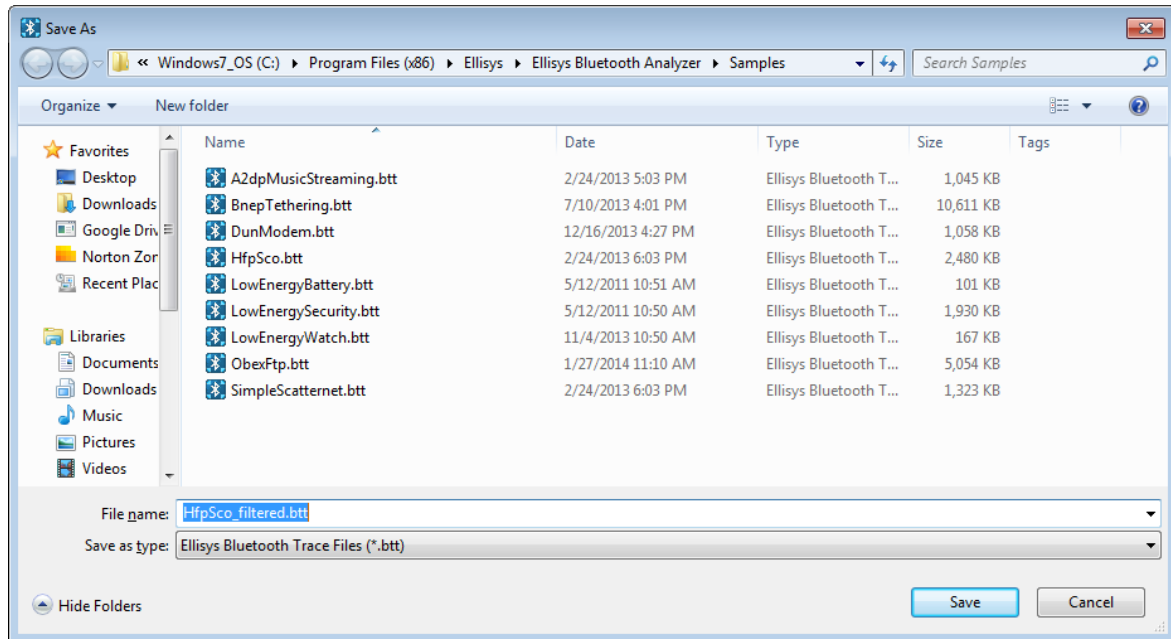 Save As
« Windows7_OS (C:) ▸ Program Files (x86) ▸ Ellisys ▸ Ellisys Bluetooth Analyzer ▸ Samples Search Samples
Organize New folder
Name Date Type Size Tags
Favorites
Desktop
Downloads
Google Driv
Norton Zor
Recent Plac
Libraries
Documents
Downloads
Music
Pictures
Videos
A2dpMusicStreaming.btt 2/24/2013 5:03 PM Ellisys Bluetooth T... 1,045 KB
BnepTethering.btt 7/10/2013 4:01 PM Ellisys Bluetooth T... 10,611 KB
DunModem.btt 12/16/2013 4:27 PM Ellisys Bluetooth T... 1,058 KB
HfpSco.btt 2/24/2013 6:03 PM Ellisys Bluetooth T... 2,480 KB
LowEnergyBattery.btt 5/12/2011 10:51 AM Ellisys Bluetooth T... 101 KB
LowEnergySecurity.btt 5/12/2011 10:50 AM Ellisys Bluetooth T... 1,930 KB
LowEnergyWatch.btt 11/4/2013 10:50 AM Ellisys Bluetooth T... 167 KB
ObexFtp.btt 1/27/2014 11:10 AM Ellisys Bluetooth T... 5,054 KB
SimpleScatternet.btt 2/24/2013 6:03 PM Ellisys Bluetooth T... 1,323 KB
File name: HfpSco_filtered.btt
Save as type: Ellisys Bluetooth Trace Files (*.btt)
Hide Folders Save Cancel